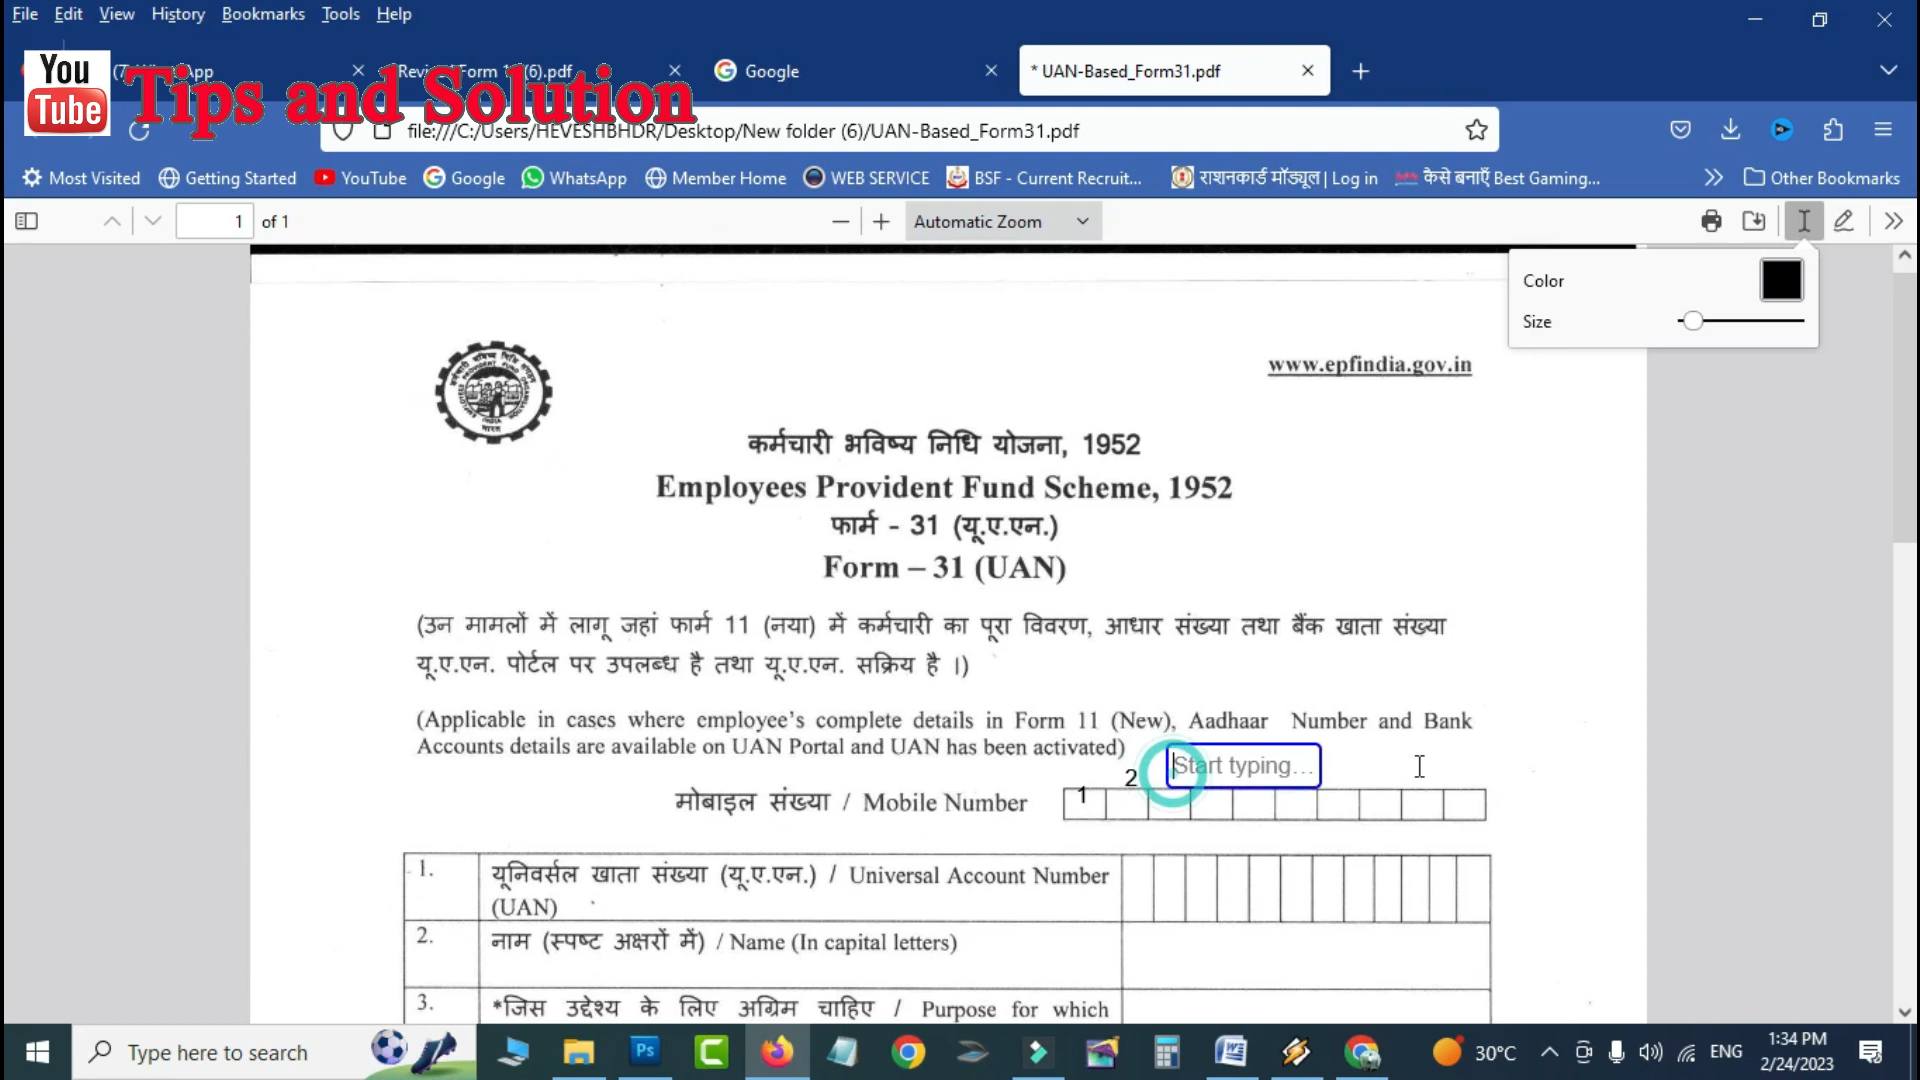 File Edit View History Bookmarks Tools Help
You Tube Tips and Solution
Google
* UAN-Based_Form31.pdf
file:///C:/Users/HEVESHBHDR/Desktop/New folder (6)/UAN-Based_Form31.pdf
Most Visited Getting Started YouTube Google WhatsApp Member Home WEB SERVICE BSF - Current Recruit... राशनकार्ड मॉड्यूल | Log in कैसे बनाएँ Best Gaming... Other Bookmarks
1 of 1 Automatic Zoom
Color
Size
www.epfindia.gov.in
कर्मचारी भविष्य निधि योजना, 1952
Employees Provident Fund Scheme, 1952
फार्म - 31 (यू.ए.एन.)
Form – 31 (UAN)
(उन मामलों में लागू जहां फार्म 11 (नया) में कर्मचारी का पूरा विवरण, आधार संख्या तथा बैंक खाता संख्या
यू.ए.एन. पोर्टल पर उपलब्ध है तथा यू.ए.एन. सक्रिय है ।)
(Applicable in cases where employee's complete details in Form 11 (New), Aadhaar Number and Bank
Accounts details are available on UAN Portal and UAN has been activated)
Start typing...
2
मोबाइल संख्या / Mobile Number 1
1. यूनिवर्सल खाता संख्या (यू.ए.एन.) / Universal Account Number
(UAN)
2. नाम (स्पष्ट अक्षरों में) / Name (In capital letters)
3. *जिस उद्देश्य के लिए अग्रिम चाहिए / Purpose for which
Type here to search
Ps
30°C ENG 1:34 PM
2/24/2023